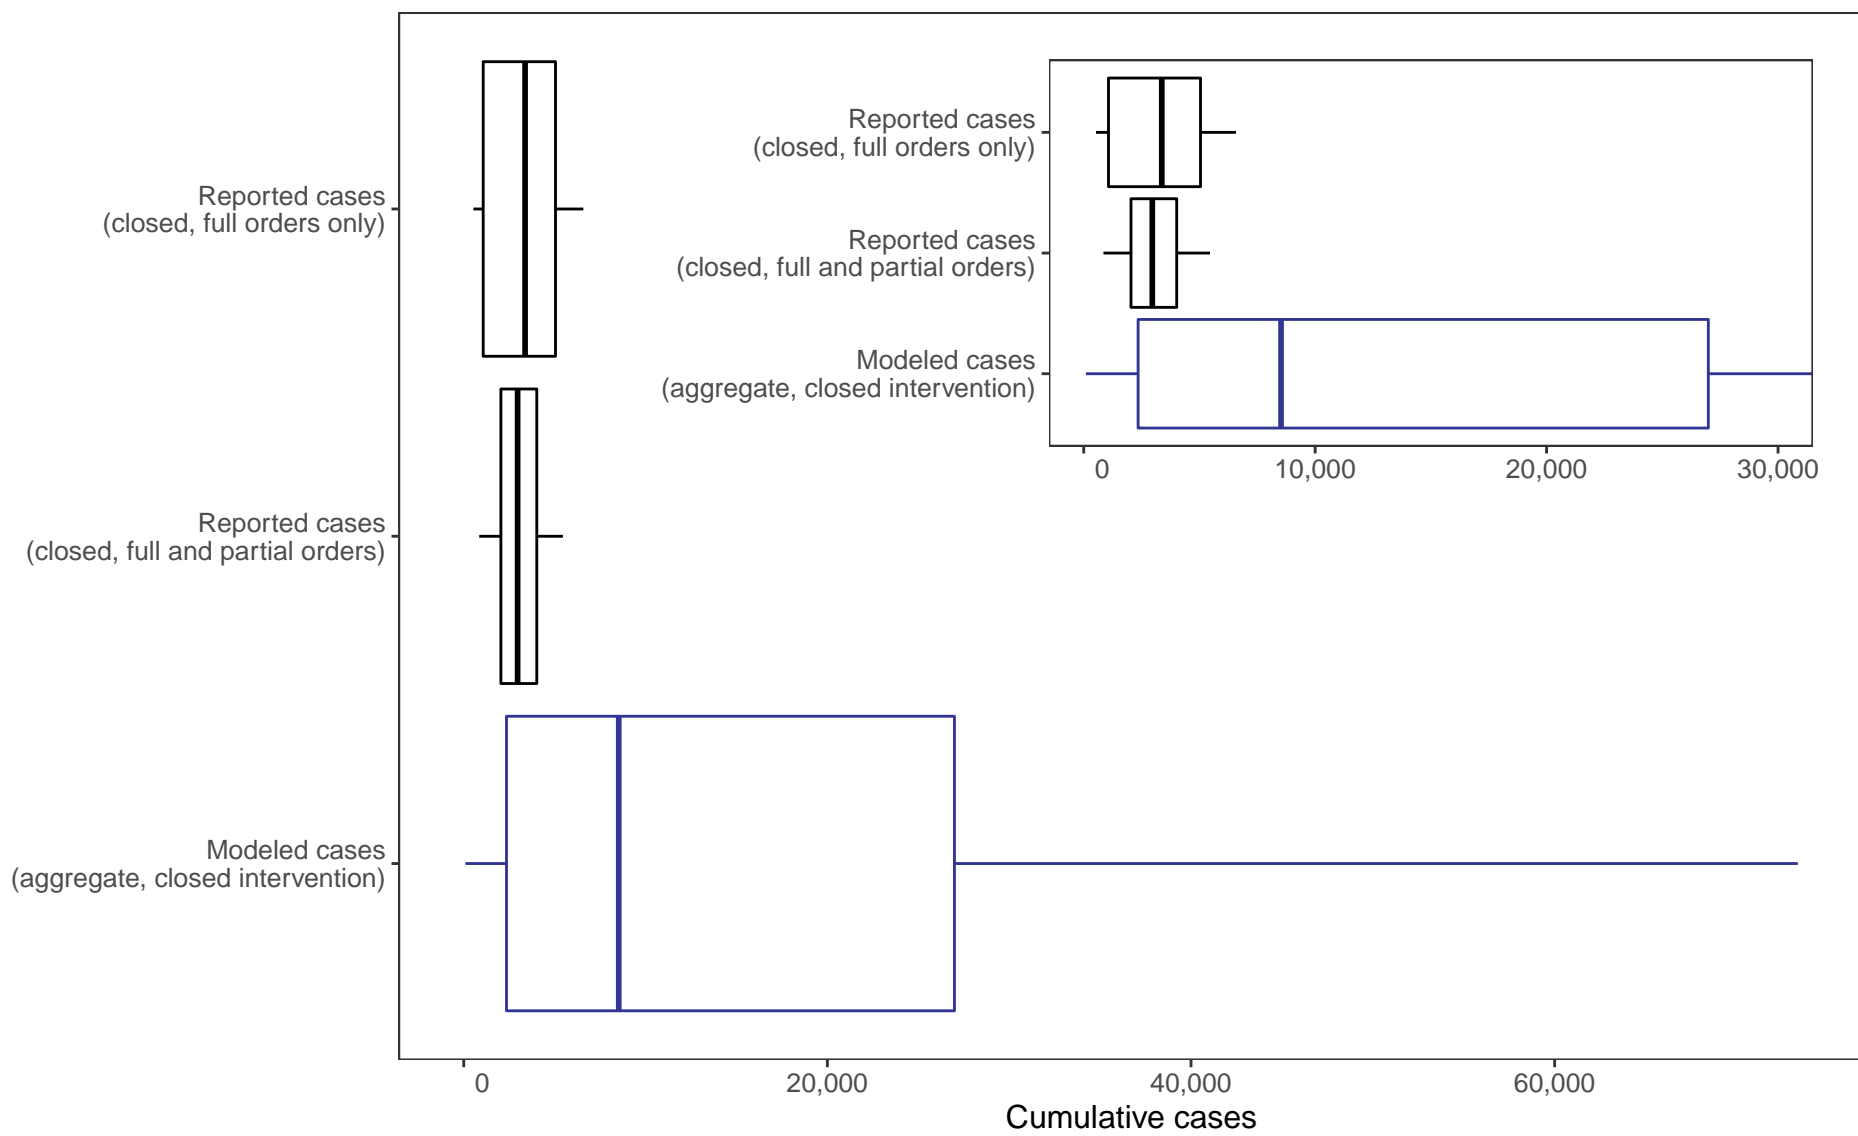 Reported cases
(closed, full orders only)
Reported cases
(closed, full and partial orders)
Modeled cases
(aggregate, closed intervention)
0
20,000
40,000
60,000
Cumulative cases
Reported cases
(closed, full orders only)
Reported cases
(closed, full and partial orders)
Modeled cases
(aggregate, closed intervention)
0
10,000
20,000
30,000